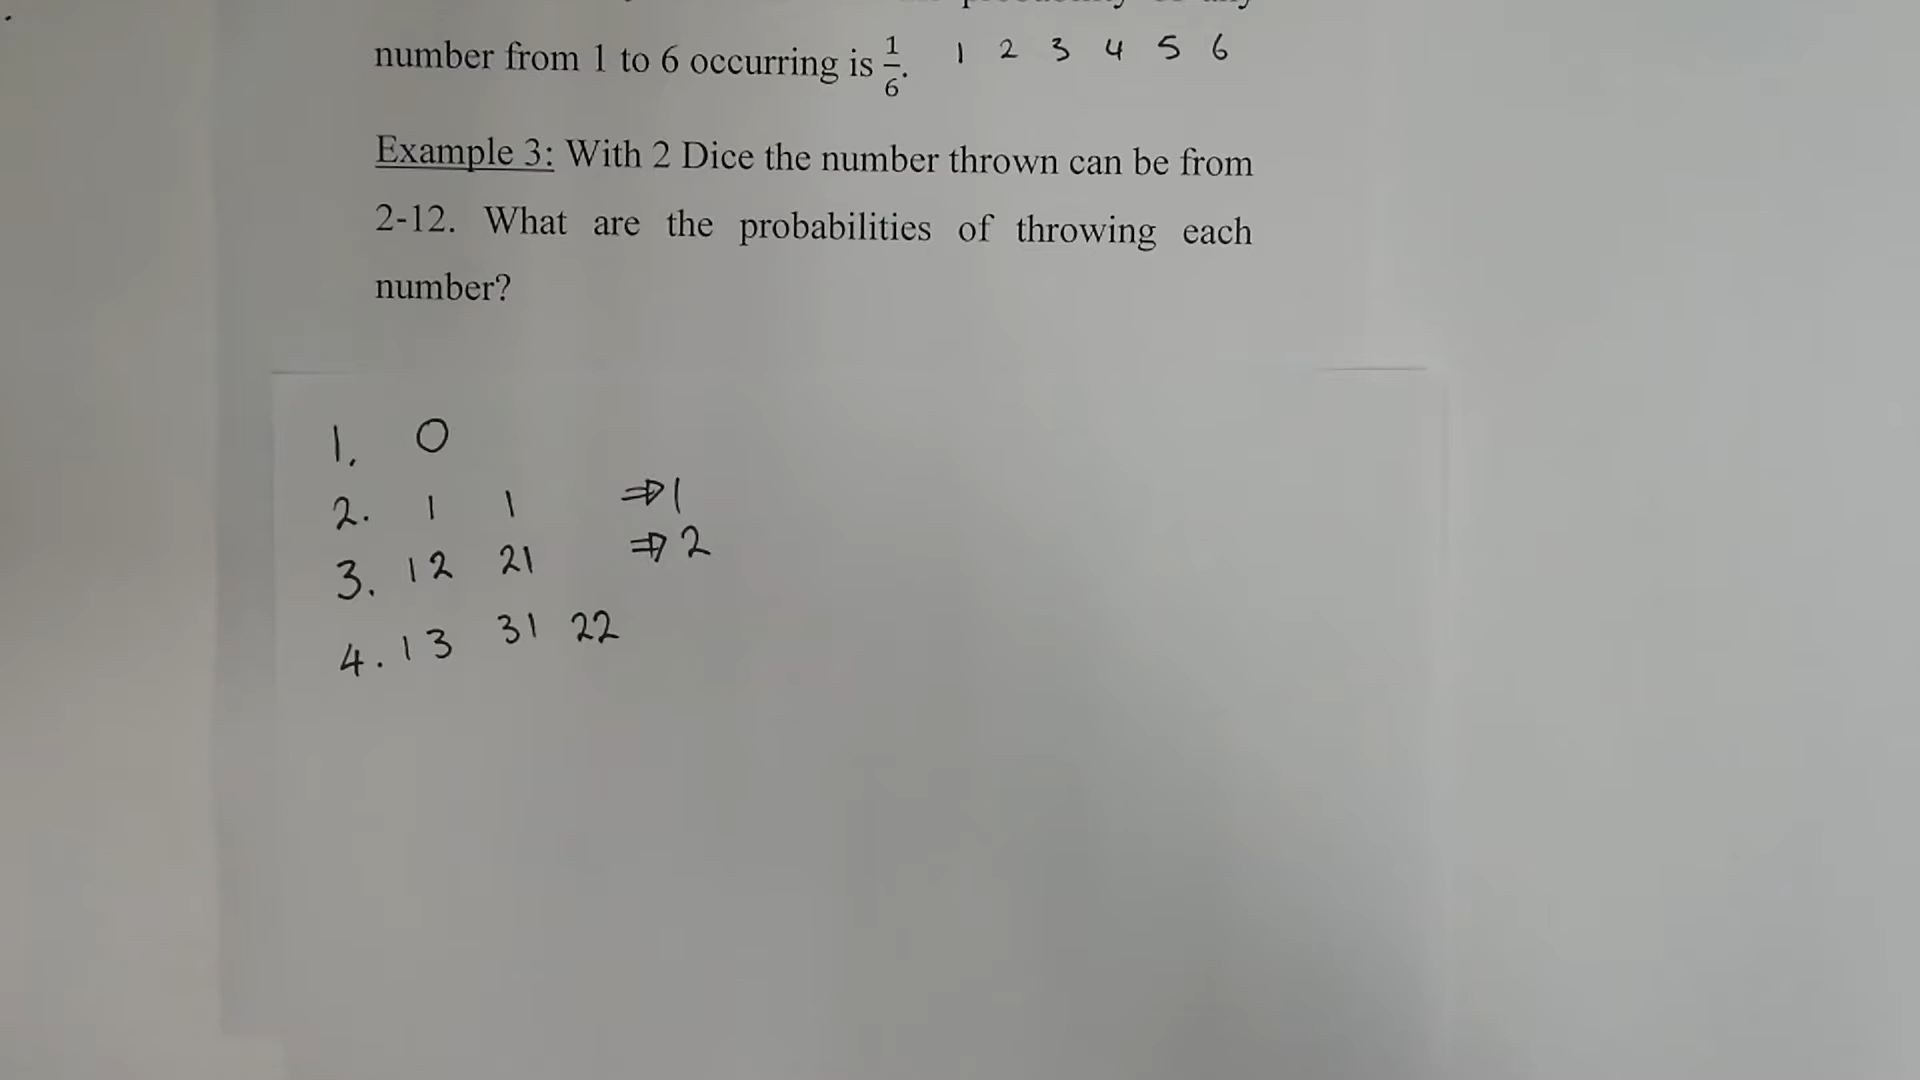 number from 1 to 6 occurring is 1/6. 1 2 3 4 5 6
Example 3: With 2 Dice the number thrown can be from
2-12. What are the probabilities of throwing each
number?
1. 0
2. 1 1 ⇒1
3. 12 21 ⇒2
4. 13 31 22